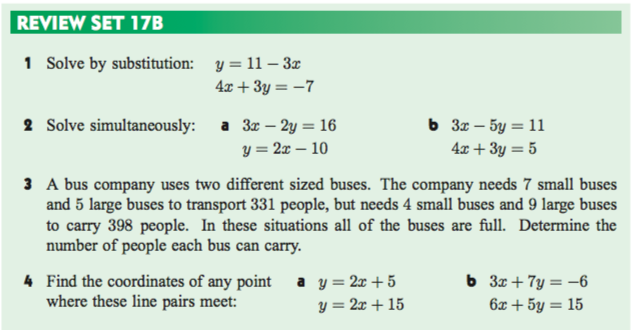 REVIEW SET 17B
1 Solve by substitution: y = 11 − 3x
4x + 3y = −7
2 Solve simultaneously: a 3x − 2y = 16 b 3x − 5y = 11
y = 2x − 10 4x + 3y = 5
3 A bus company uses two different sized buses. The company needs 7 small buses
and 5 large buses to transport 331 people, but needs 4 small buses and 9 large buses
to carry 398 people. In these situations all of the buses are full. Determine the
number of people each bus can carry.
4 Find the coordinates of any point a y = 2x + 5 b 3x + 7y = −6
where these line pairs meet: y = 2x + 15 6x + 5y = 15